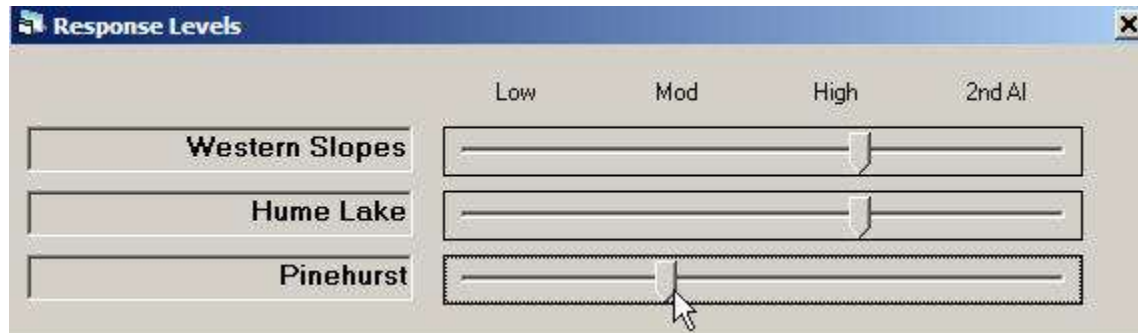 Response Levels
Low Mod High 2nd AI
Western Slopes
Hume Lake
Pinehurst